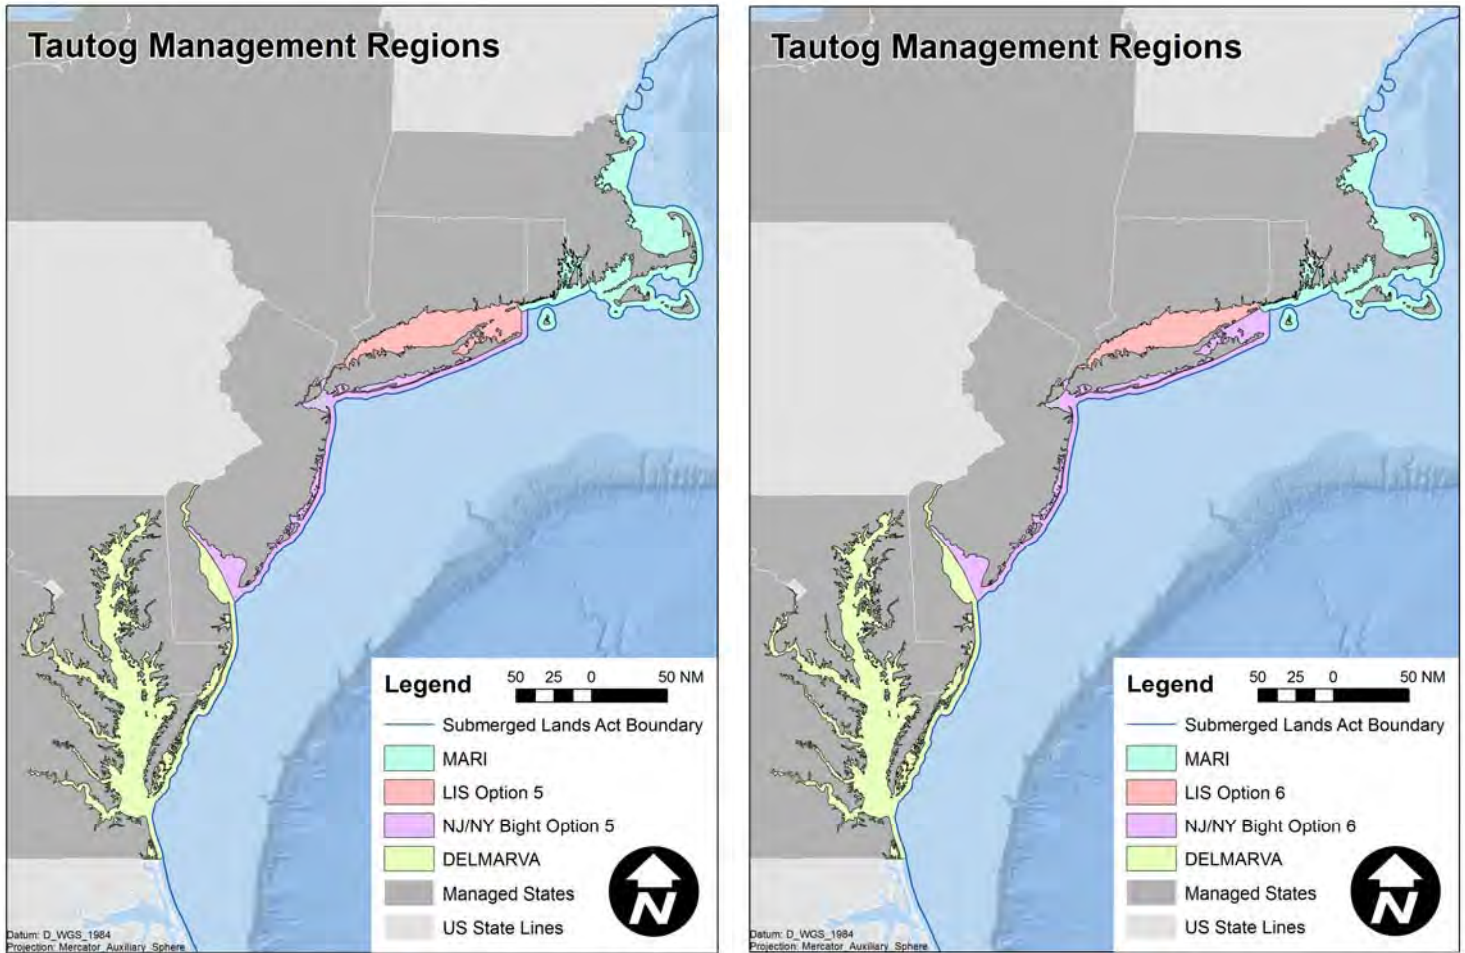 Tautog Management Regions
Legend
50 25 0 50 NM
Submerged Lands Act Boundary
MARI
LIS Option 5
NJ/NY Bight Option 5
DELMARVA
Managed States
US State Lines
N
Datum: D_WGS_1984
Projection: Mercator_Auxiliary_Sphere
Tautog Management Regions
Legend
50 25 0 50 NM
Submerged Lands Act Boundary
MARI
LIS Option 6
NJ/NY Bight Option 6
DELMARVA
Managed States
US State Lines
N
Datum: D_WGS_1984
Projection: Mercator_Auxiliary_Sphere